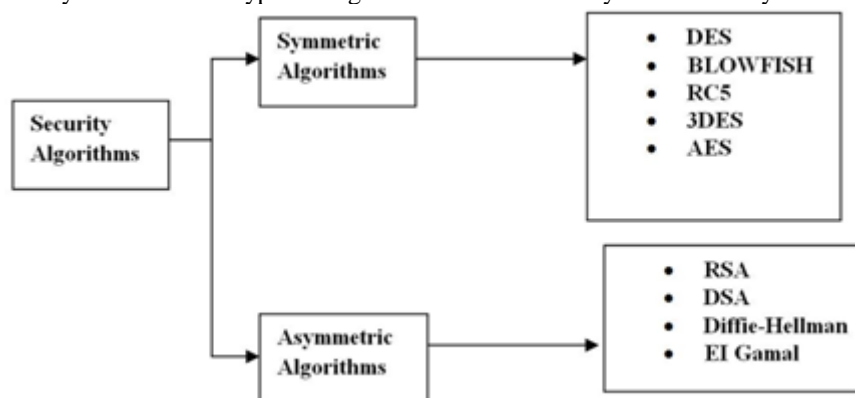 Security
Algorithms
Symmetric
Algorithms
• DES
• BLOWFISH
• RC5
• 3DES
• AES
Asymmetric
Algorithms
• RSA
• DSA
• Diffie-Hellman
• EI Gamal